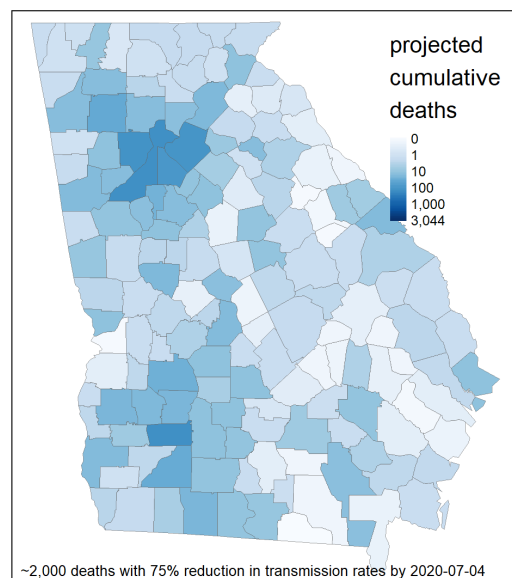 projected
cumulative
deaths
0
1
10
100
1,000
3,044
~2,000 deaths with 75% reduction in transmission rates by 2020-07-04